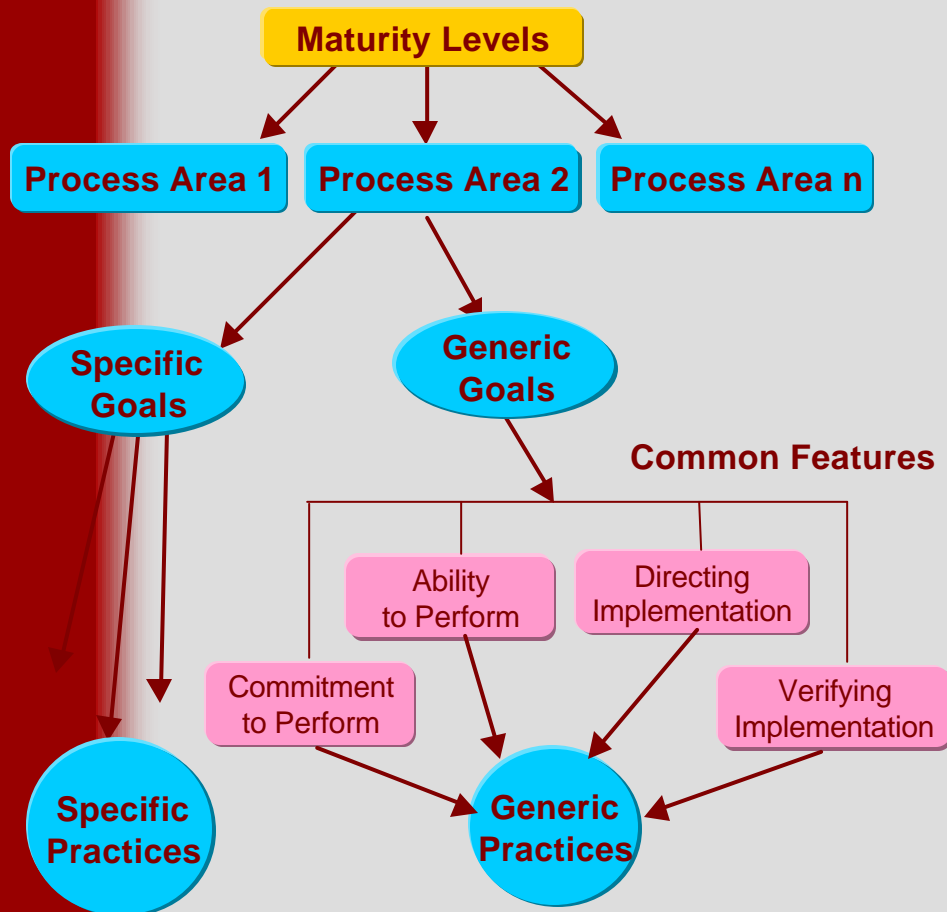 Maturity Levels
Process Area 1
Process Area 2
Process Area n
Specific
Goals
Generic
Goals
Common Features
Ability
to Perform
Directing
Implementation
Commitment
to Perform
Verifying
Implementation
Specific
Practices
Generic
Practices